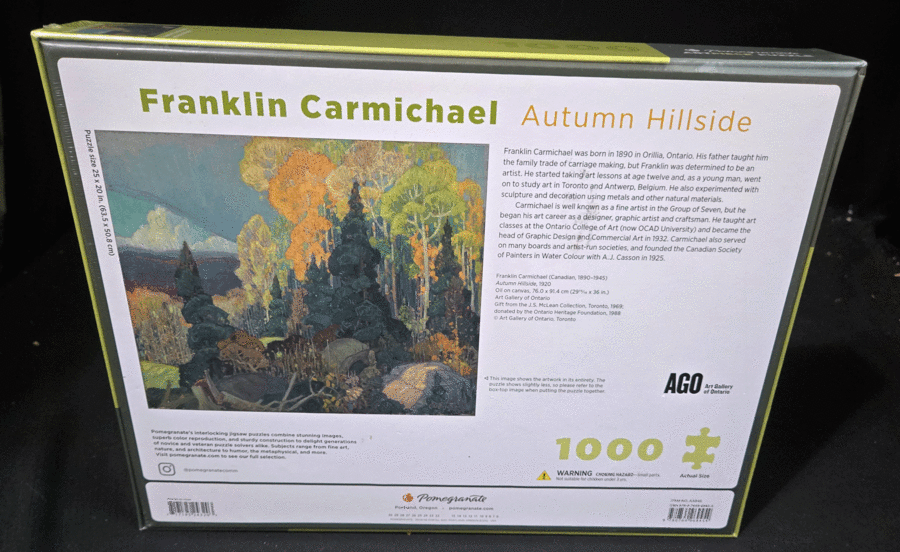 Franklin Carmichael Autumn Hillside
Puzzle size 25 x 20 in. (63.5 x 50.8 cm)
Franklin Carmichael was born in 1890 in Orillia, Ontario. His father taught him
the family trade of carriage making, but Franklin was determined to be an
artist. He started taking art lessons at age twelve and, as a young man, went
on to study art in Toronto and Antwerp, Belgium. He also experimented with
sculpture and decoration using metals and other natural materials.
Carmichael is well known as a fine artist in the Group of Seven, but he
began his art career as a designer, graphic artist and craftsman. He taught art
classes at the Ontario College of Art (now OCAD University) and became the
head of Graphic Design and Commercial Art in 1932. Carmichael also served
on many boards and artist-run societies, and founded the Canadian Society
of Painters in Water Colour with A.J. Casson in 1925.
Franklin Carmichael (Canadian, 1890–1945)
Autumn Hillside, 1920
Oil on canvas, 76.0 x 91.4 cm (29 x 36 in.)
Art Gallery of Ontario
Gift from the J.S. McLean Collection, Toronto, 1969;
donated by the Ontario Heritage Foundation, 1988
© Art Gallery of Ontario, Toronto
This image shows the artwork in its entirety. The
puzzle shows slightly less, so please refer to the
box-top image when putting the puzzle together.
AGO Art Gallery
of Ontario
Pomegranate's interlocking jigsaw puzzles combine stunning images,
superb color reproduction, and sturdy construction to delight generations
of novice and veteran puzzle solvers alike. Subjects range from fine art,
nature, and architecture to humor, the metaphysical, and more.
Visit pomegranate.com to see our full selection.
@pomegranatecomm
1000
Actual Size
WARNING CHOKING HAZARD—Small parts.
Not suitable for children under 3 yrs.
Pomegranate
Portland, Oregon pomegranate.com